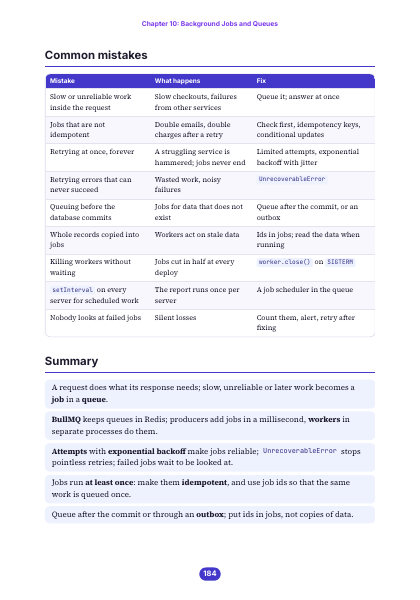 Chapter 10: Background Jobs and Queues
Common mistakes
Mistake What happens Fix
Slow or unreliable work Slow checkouts, failures Queue it; answer at once
inside the request from other services
Jobs that are not Double emails, double Check first, idempotency keys,
idempotent charges after a retry conditional updates
Retrying at once, forever A struggling service is Limited attempts, exponential
hammered; jobs never end backoff with jitter
Retrying errors that can Wasted work, noisy UnrecoverableError
never succeed failures
Queuing before the Jobs for data that does not Queue after the commit, or an
database commits exist outbox
Whole records copied into Workers act on stale data Ids in jobs; read the data when
jobs running
Killing workers without Jobs cut in half at every worker.close() on SIGTERM
waiting deploy
setInterval on every The report runs once per A job scheduler in the queue
server for scheduled work server
Nobody looks at failed jobs Silent losses Count them, alert, retry after
fixing
Summary
A request does what its response needs; slow, unreliable or later work becomes a
job in a queue.
BullMQ keeps queues in Redis; producers add jobs in a millisecond, workers in
separate processes do them.
Attempts with exponential backoff make jobs reliable; UnrecoverableError stops
pointless retries; failed jobs wait to be looked at.
Jobs run at least once: make them idempotent, and use job ids so that the same
work is queued once.
Queue after the commit or through an outbox; put ids in jobs, not copies of data.
184